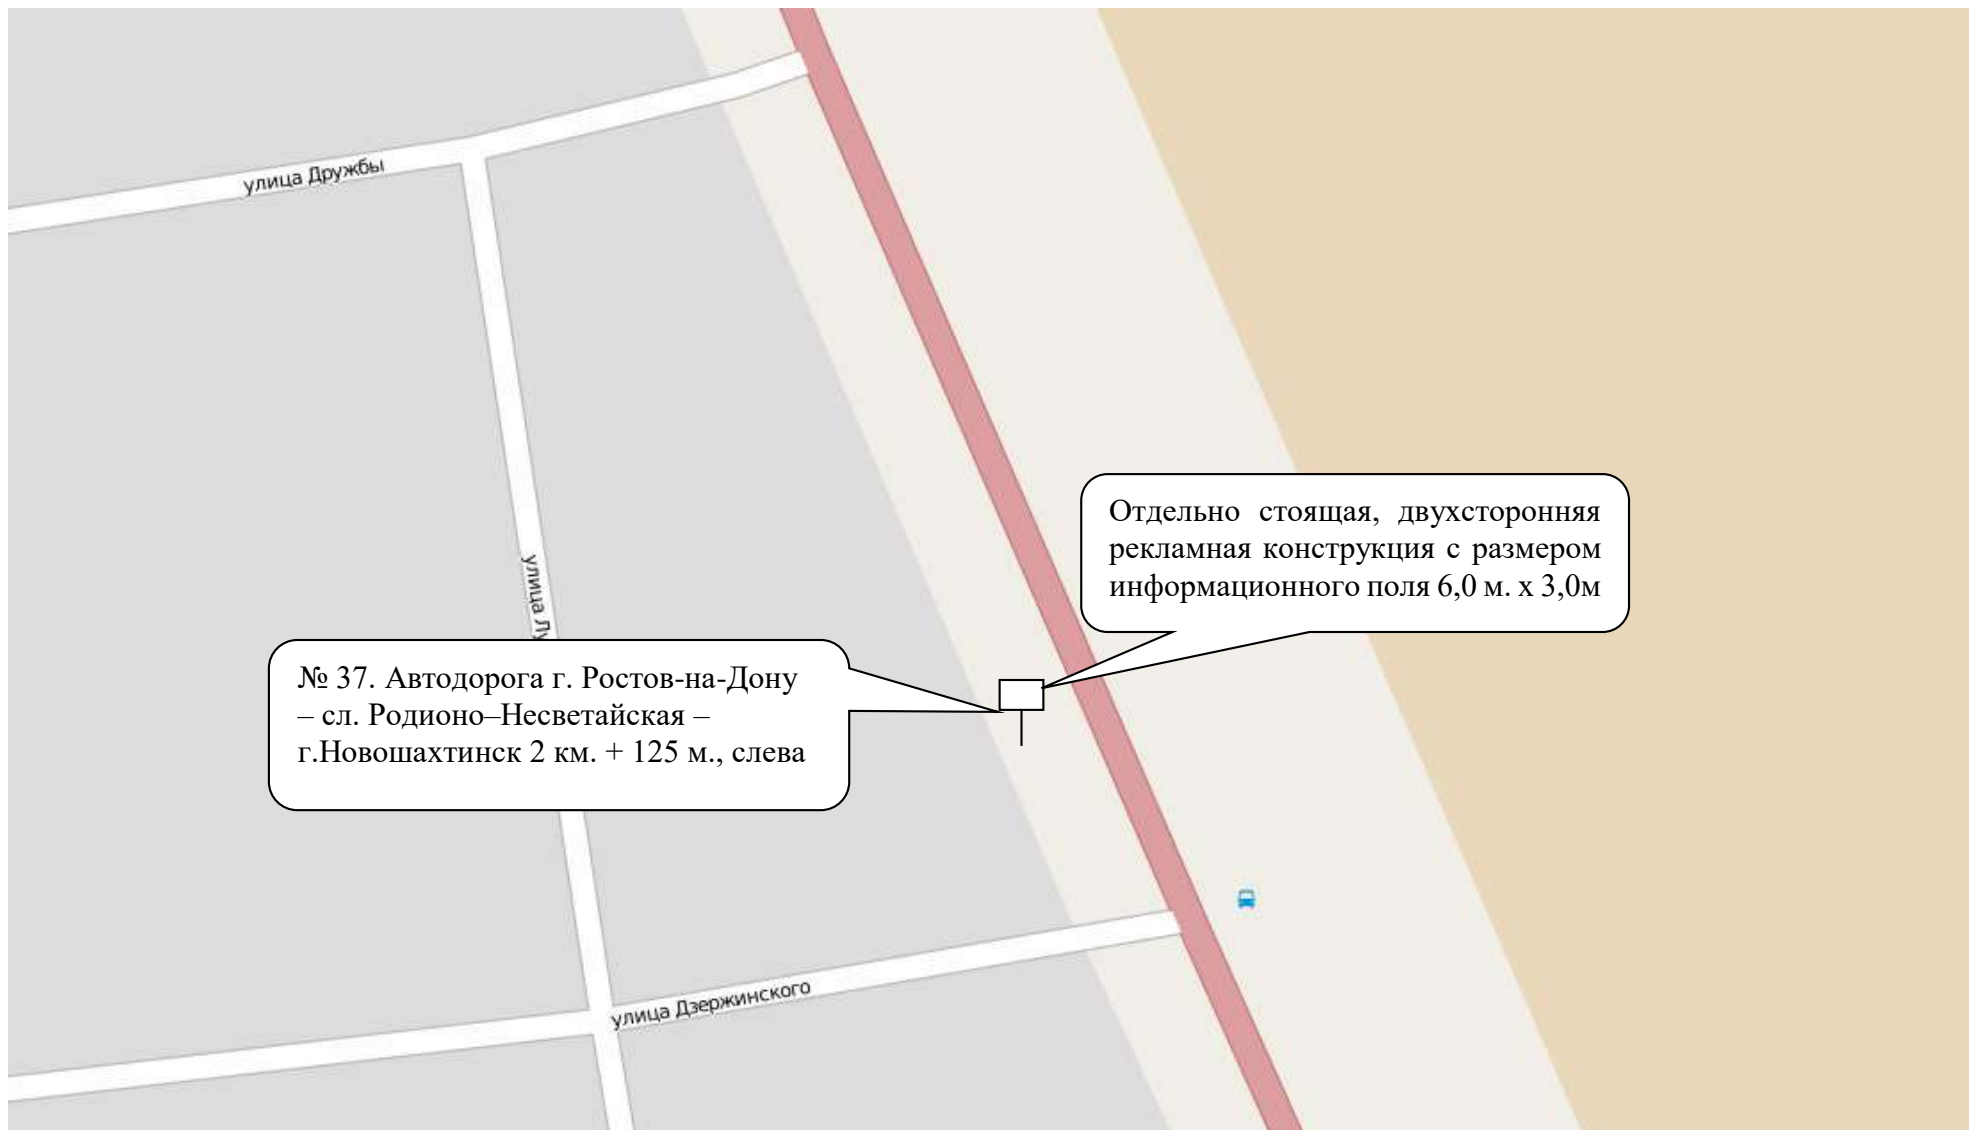 улица Дружбы
Отдельно стоящая, двухсторонняя
рекламная конструкция с размером
информационного поля 6,0 м. х 3,0м
улица
№ 37. Автодорога г. Ростов-на-Дону
– сл. Родионо–Несветайская –
г.Новошахтинск 2 км. + 125 м., слева
улица Дзержинского